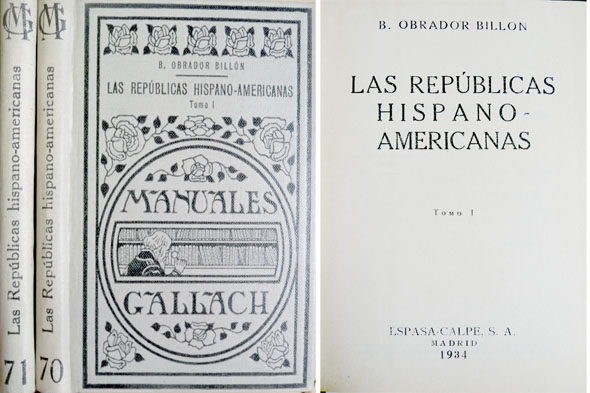 MG
Las Repúblicas hispano-americanas
71
MG
Las Repúblicas hispano-americanas
70
B. OBRADOR BILLÓN
LAS REPÚBLICAS HISPANO-AMERICANAS
Tomo I
MANUALES
GALLACH
B. OBRADOR BILLON
LAS REPÚBLICAS
HISPANO-
AMERICANAS
Tomo I
ESPASA-CALPE, S. A.
MADRID
1934